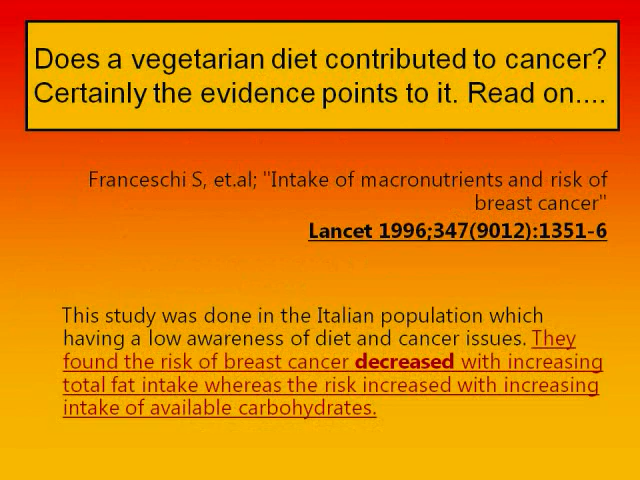 Does a vegetarian diet contributed to cancer?
Certainly the evidence points to it. Read on....
Franceschi S, et.al; "Intake of macronutrients and risk of
breast cancer"
Lancet 1996;347(9012):1351-6
This study was done in the Italian population which
having a low awareness of diet and cancer issues. They
found the risk of breast cancer decreased with increasing
total fat intake whereas the risk increased with increasing
intake of available carbohydrates.